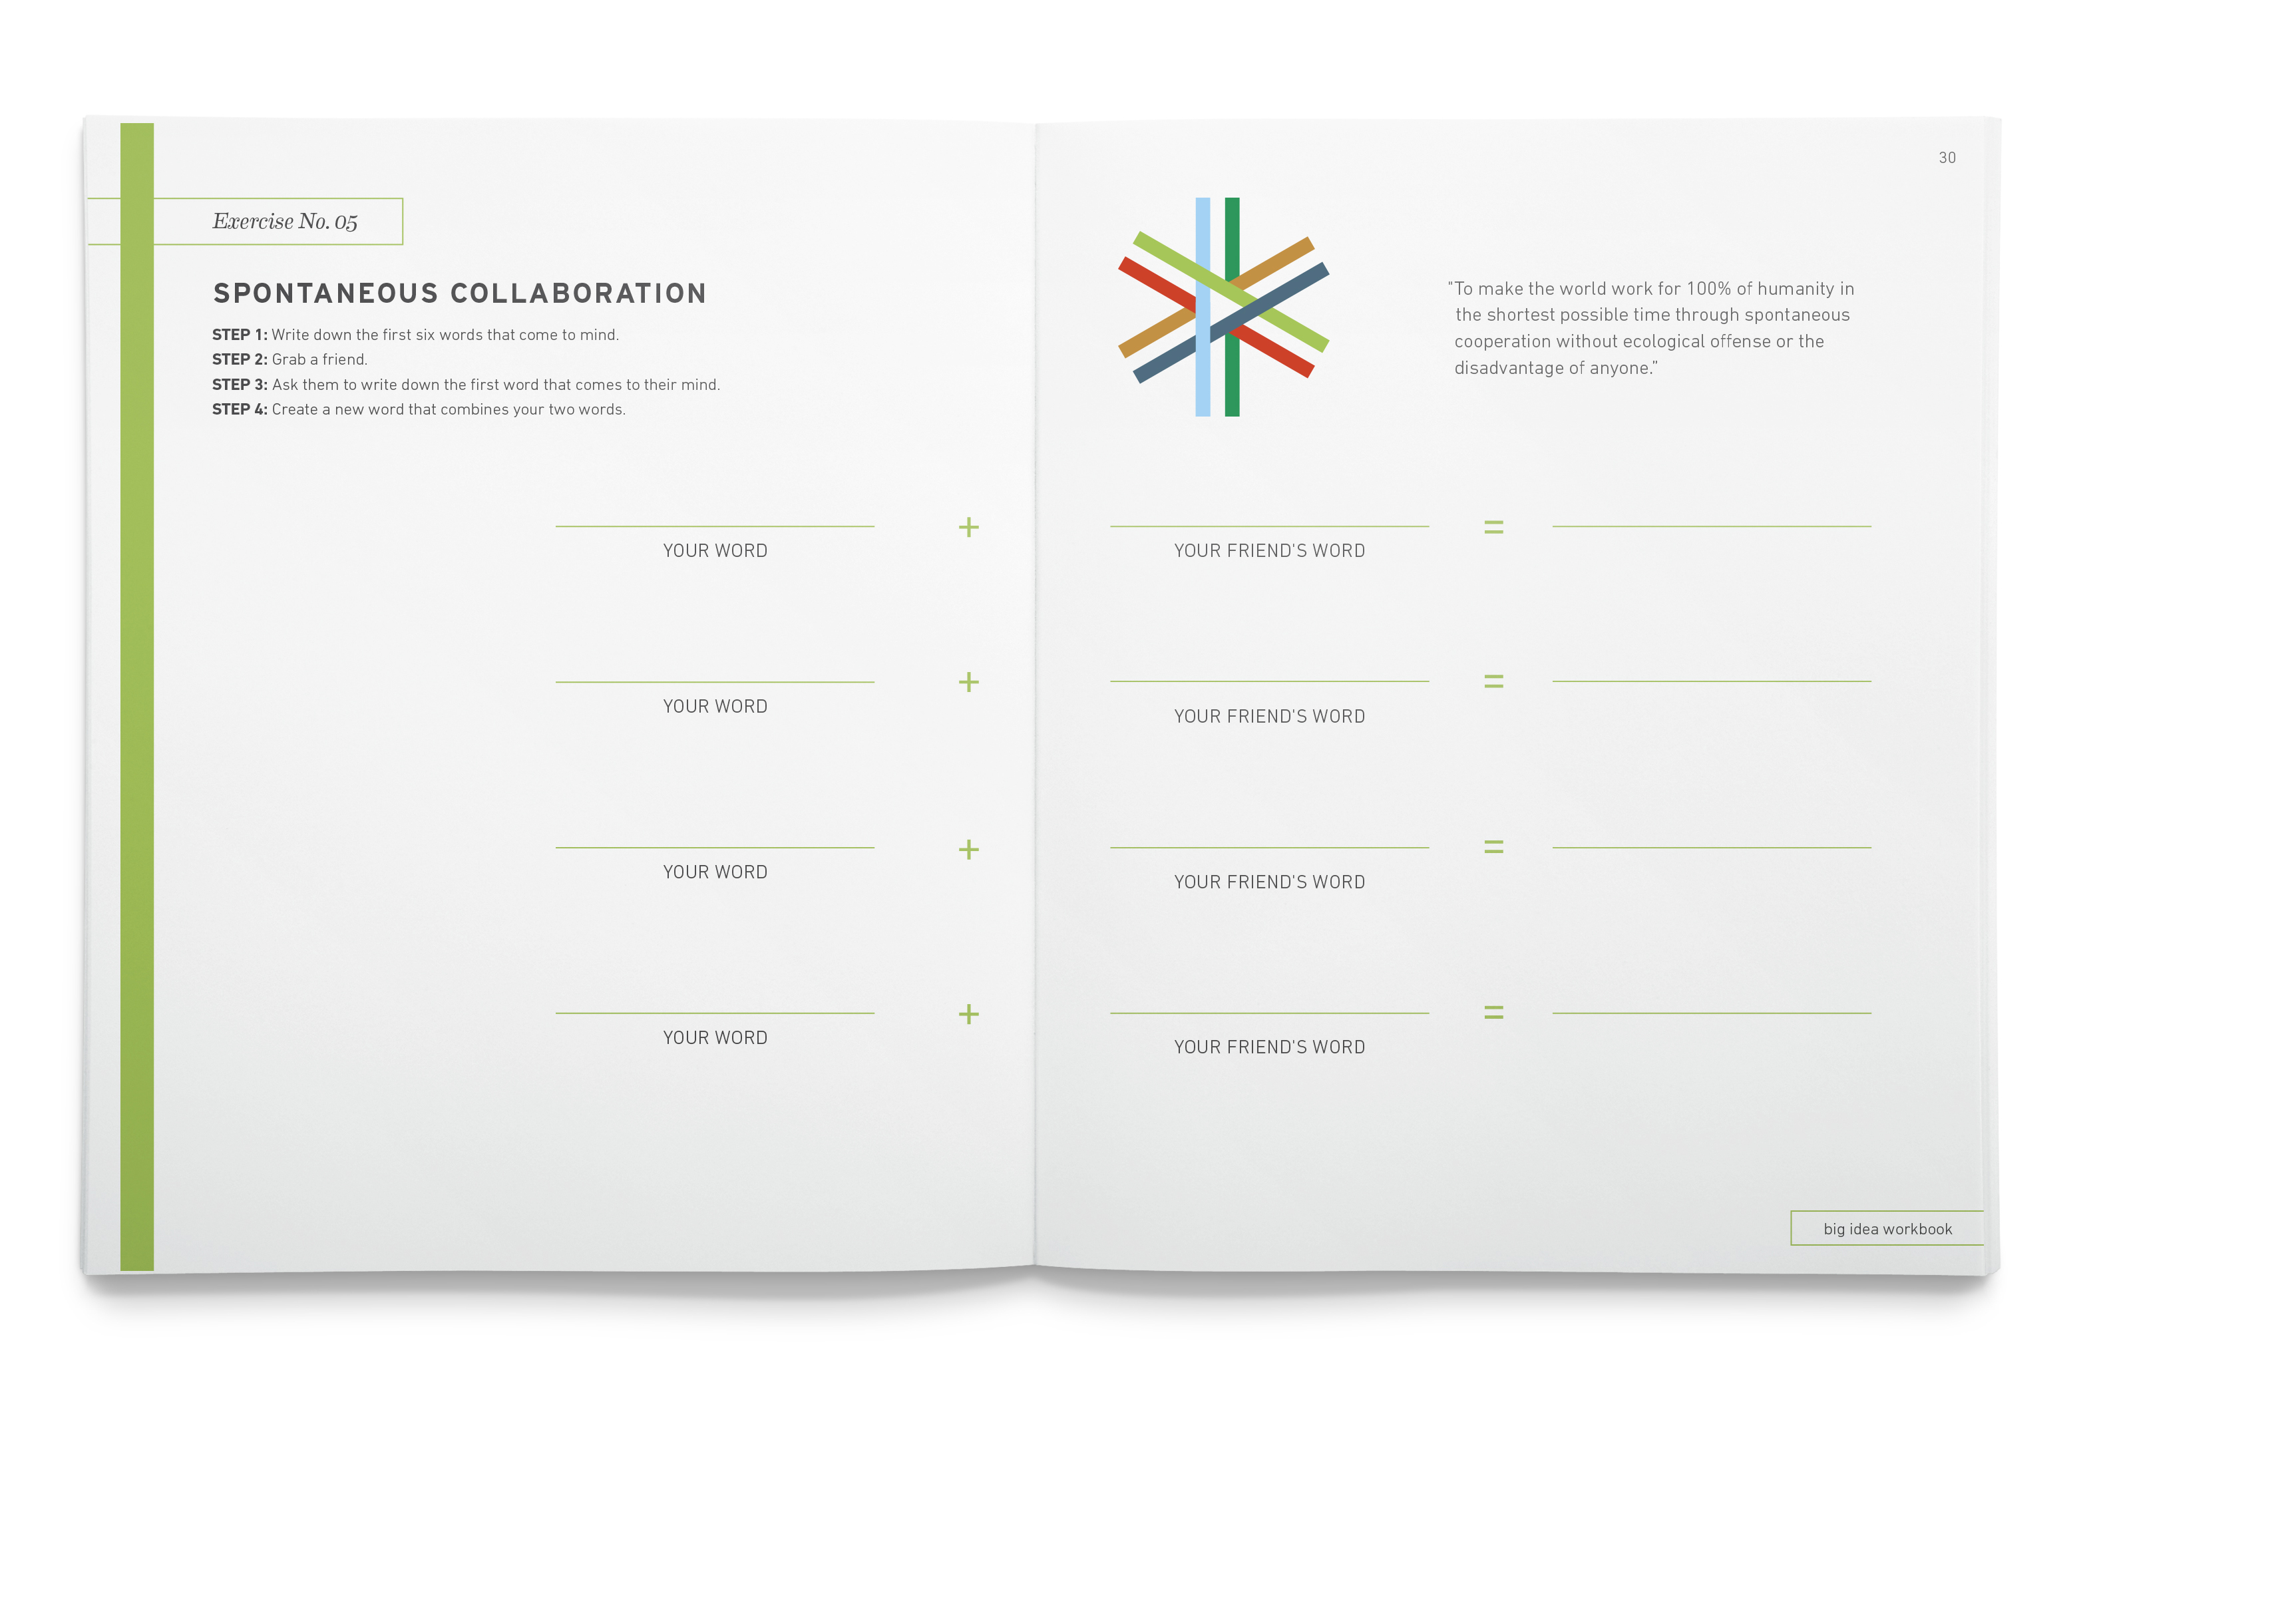 30
Exercise No. 05
SPONTANEOUS COLLABORATION
STEP 1: Write down the first six words that come to mind.
STEP 2: Grab a friend.
STEP 3: Ask them to write down the first word that comes to their mind.
STEP 4: Create a new word that combines your two words.
"To make the world work for 100% of humanity in
the shortest possible time through spontaneous
cooperation without ecological offense or the
disadvantage of anyone."
+ =
YOUR WORD YOUR FRIEND'S WORD
+ =
YOUR WORD YOUR FRIEND'S WORD
+ =
YOUR WORD YOUR FRIEND'S WORD
+ =
YOUR WORD YOUR FRIEND'S WORD
big idea workbook